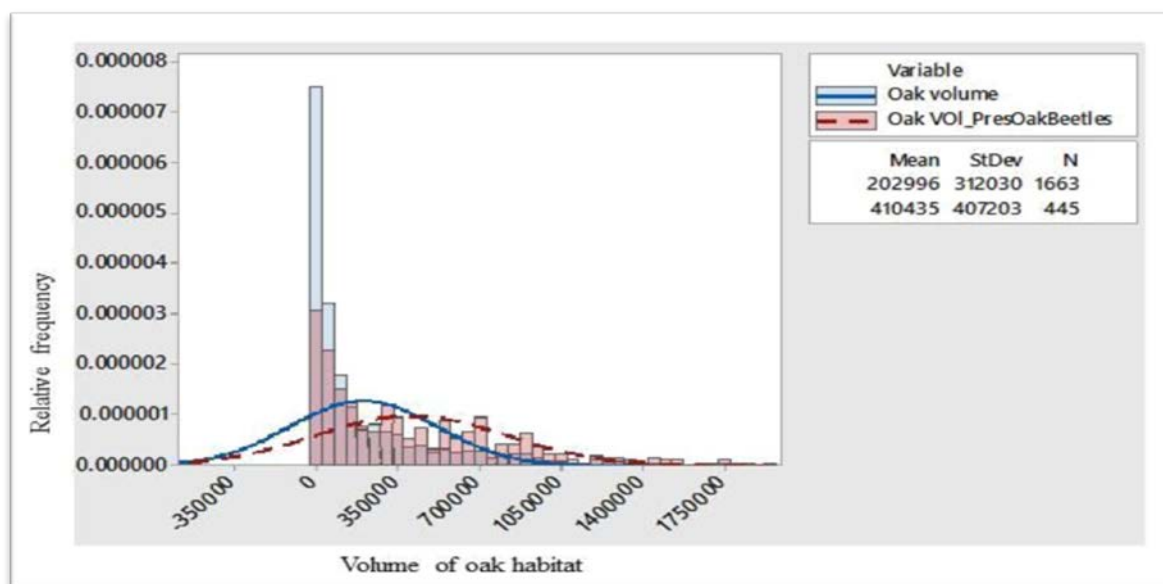 0.000008
0.000007
0.000006
0.000005
0.000004
0.000003
0.000002
0.000001
0.000000
Relative frequency
-350000
0
350000
700000
1050000
1400000
1750000
Volume of oak habitat
Variable
Oak volume
Oak VOl_PresOakBeetles
Mean StDev N
202996 312030 1663
410435 407203 445